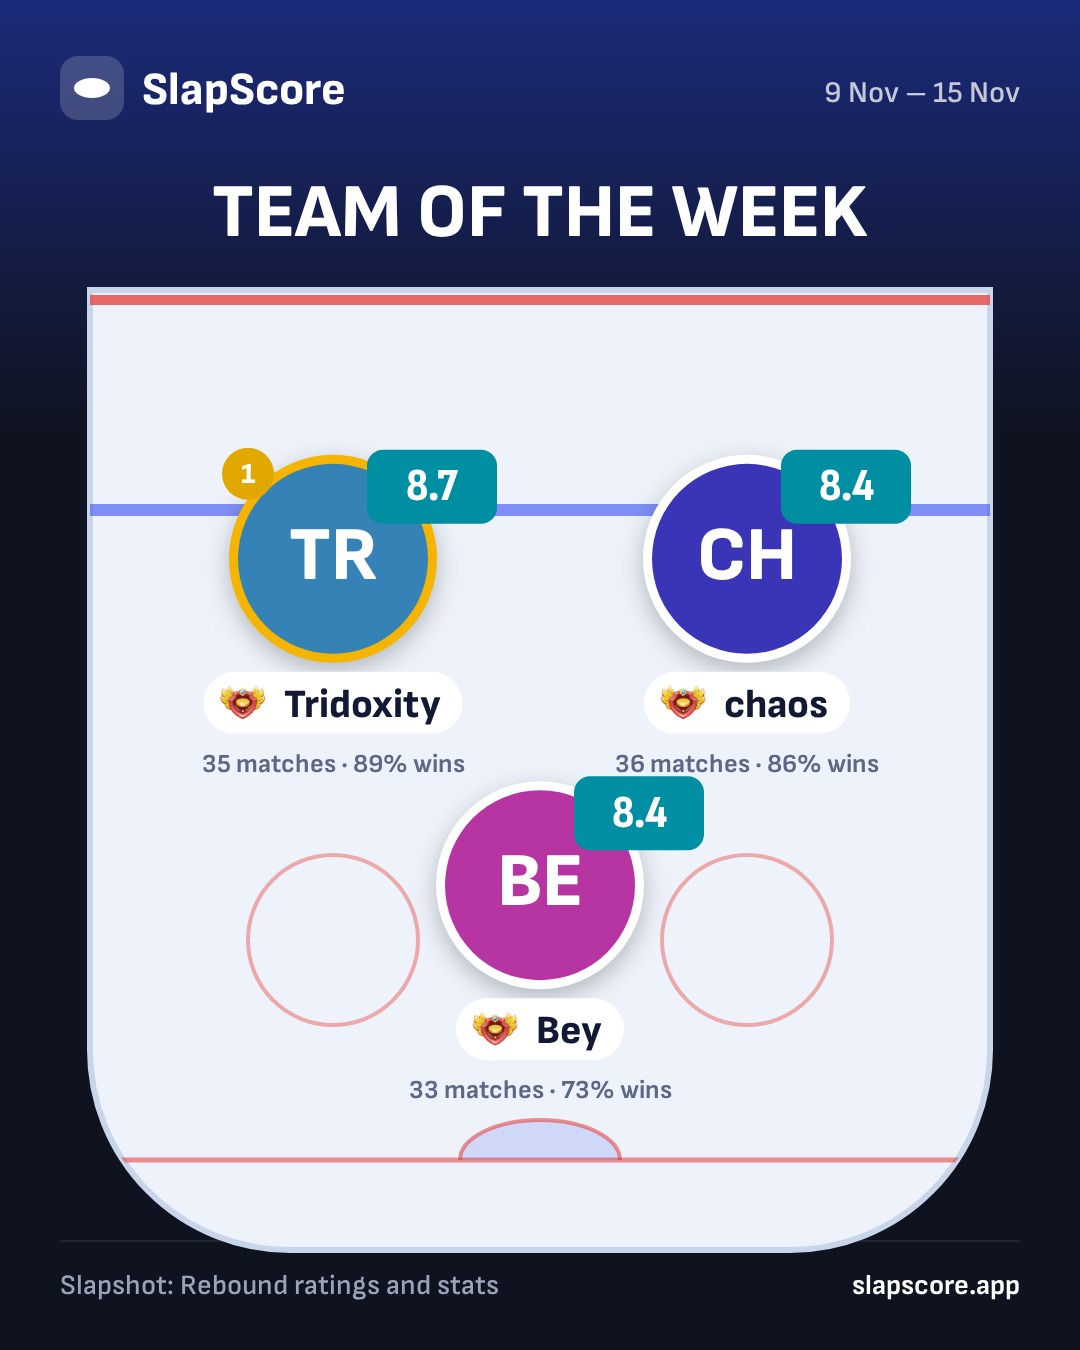 SlapScore
9 Nov – 15 Nov
TEAM OF THE WEEK
1
8.7
TR
Tridoxity
35 matches · 89% wins
8.4
CH
chaos
36 matches · 86% wins
8.4
BE
Bey
33 matches · 73% wins
Slapshot: Rebound ratings and stats
slapscore.app